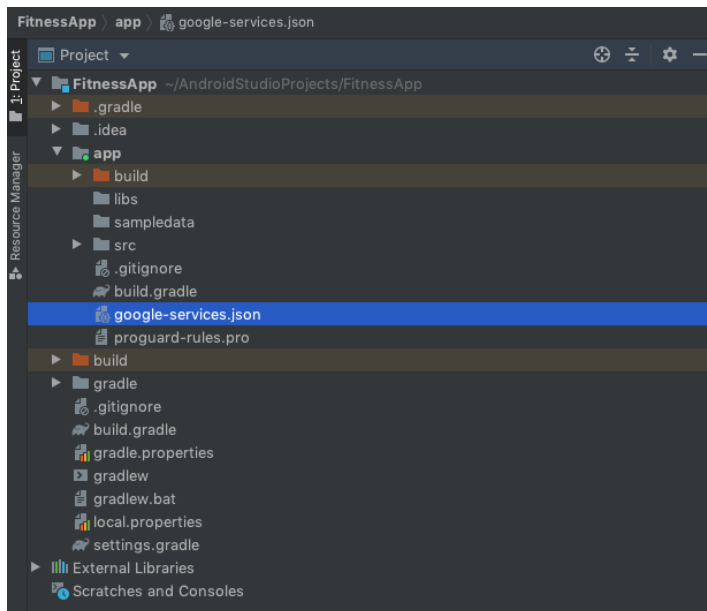 FitnessApp 〉 app 〉 google-services.json
1: Project
Resource Manager
Project
FitnessApp ~/AndroidStudioProjects/FitnessApp
.gradle
.idea
app
build
libs
sampledata
src
.gitignore
build.gradle
google-services.json
proguard-rules.pro
build
gradle
.gitignore
build.gradle
gradle.properties
gradlew
gradlew.bat
local.properties
settings.gradle
External Libraries
Scratches and Consoles